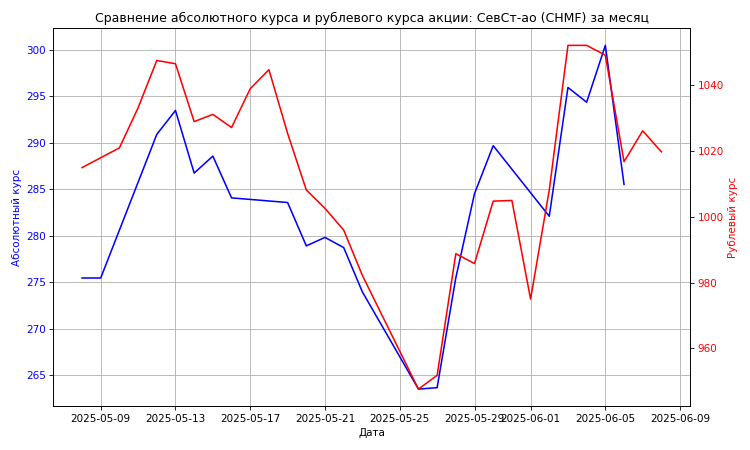 Сравнение абсолютного курса и рублевого курса акции: СевСт-ао (CHMF) за месяц
300
295
290
285
280
275
270
265
Абсолютный курс
1040
1020
1000
980
960
Рублевый курс
2025-05-09 2025-05-13 2025-05-17 2025-05-21 2025-05-25 2025-05-29 2025-06-01 2025-06-05 2025-06-09
Дата